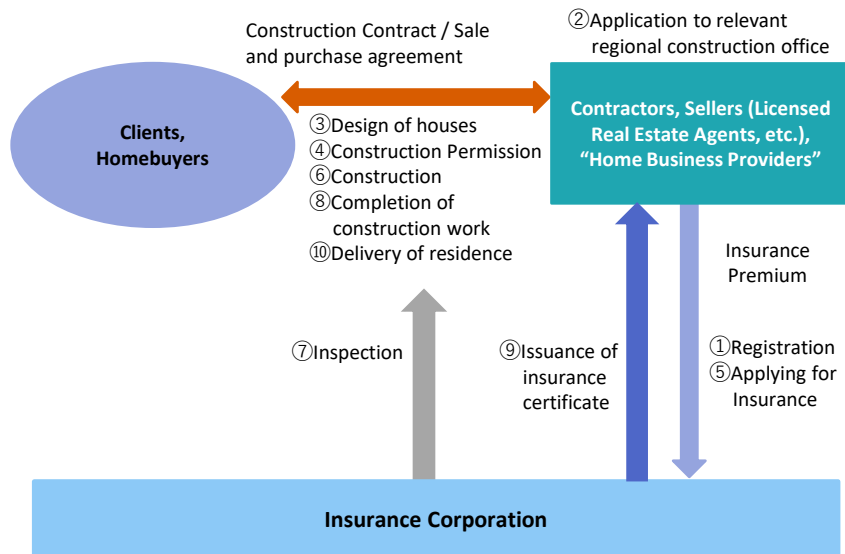 Construction Contract / Sale
and purchase agreement
②Application to relevant
regional construction office
Clients,
Homebuyers
Contractors, Sellers (Licensed
Real Estate Agents, etc.),
“Home Business Providers”
③Design of houses
④Construction Permission
⑥Construction
⑧Completion of
construction work
⑩Delivery of residence
Insurance
Premium
⑦Inspection
⑨Issuance of
insurance
certificate
①Registration
⑤Applying for
Insurance
Insurance Corporation